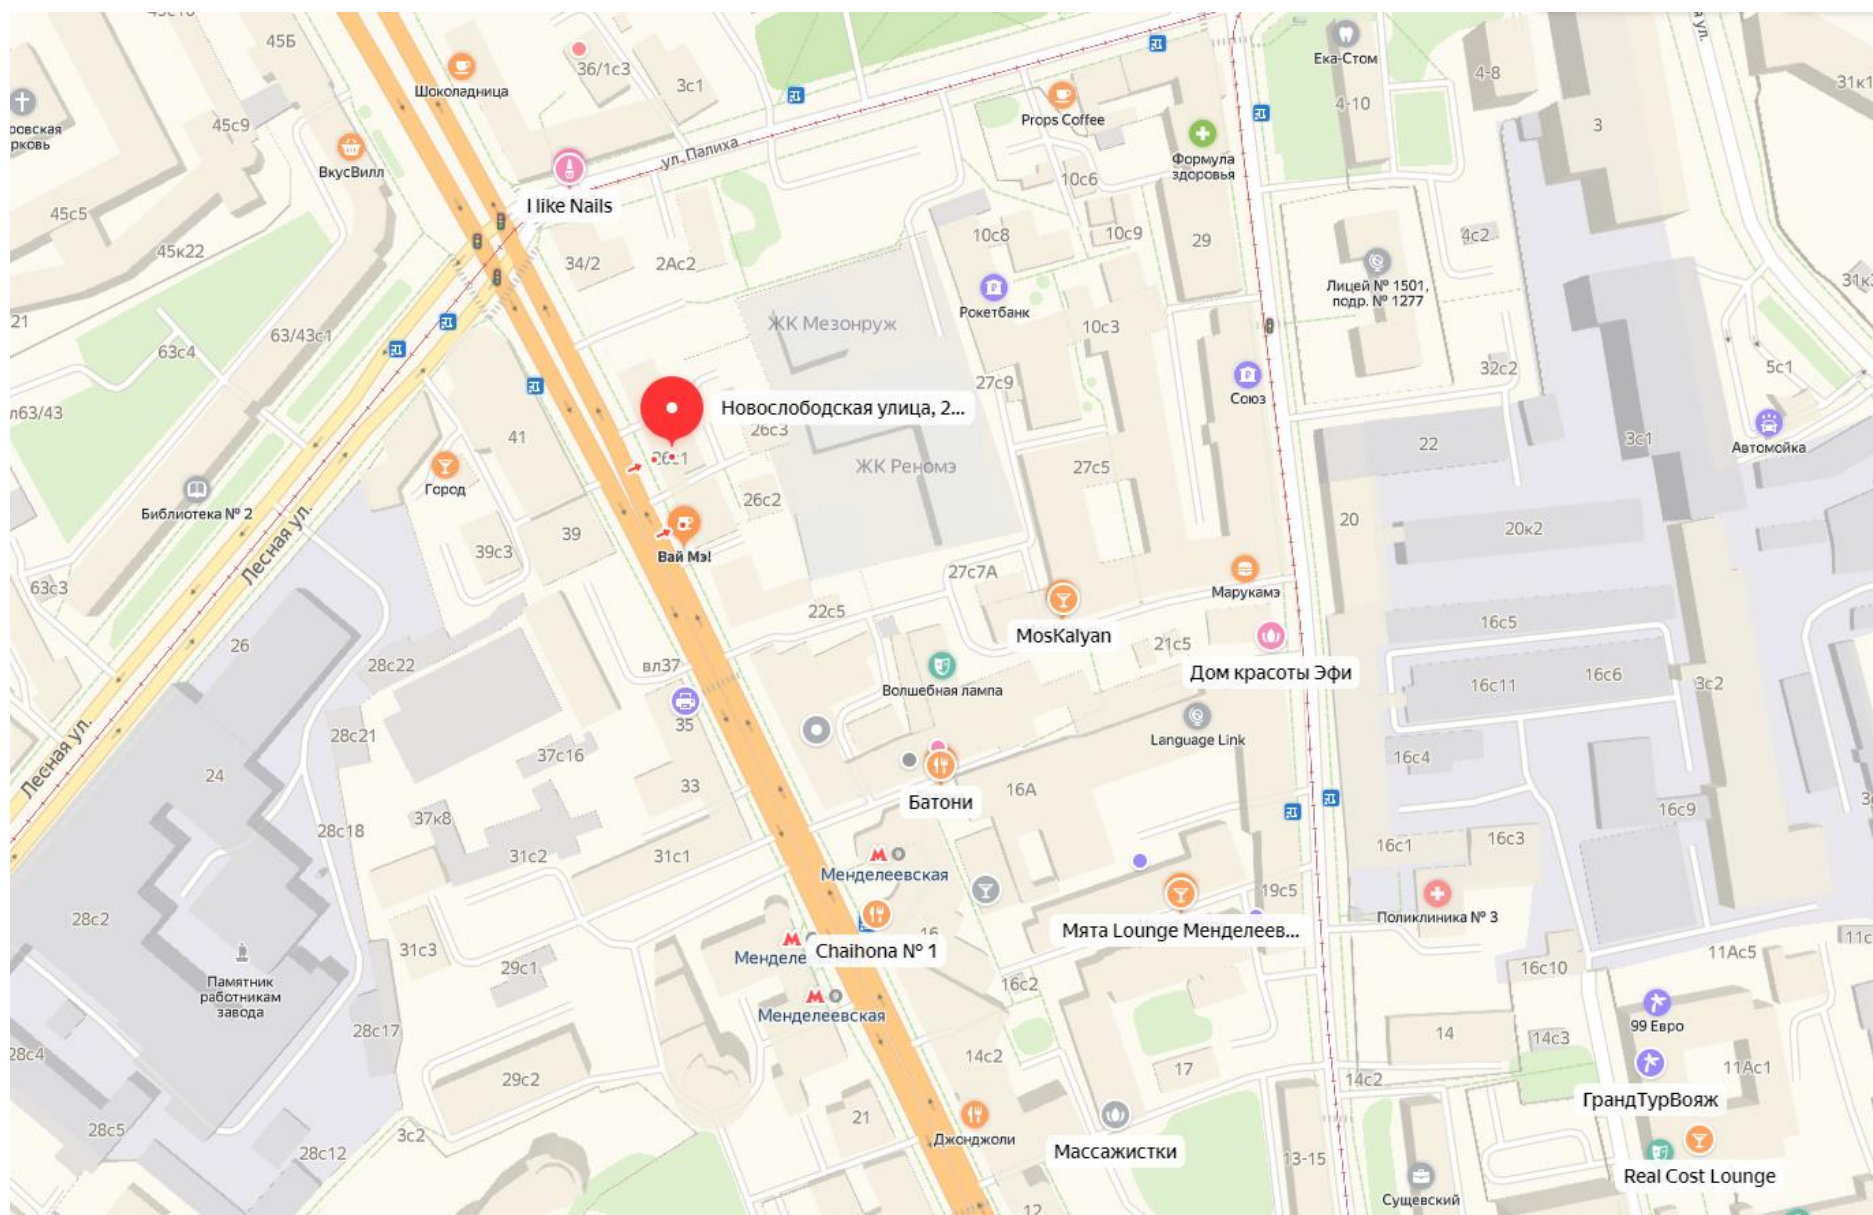 45Б
36/1с3
Шоколадница
3с1
Ека-Стом
4-8
31к1
Props Coffee
4-10
45с9
3
ВкусВилл
ул. Палиха
Формула
здоровья
10с6
I like Nails
45с5
45к22
34/2
2Ас2
10с8
10с9
29
4с2
Лицей № 1501,
подр. № 1277
Рокетбанк
21
63с4
63/43с1
ЖК Мезонруж
10с3
32с2
5с1
27с9
Союз
Новослободская улица, 2...
26с3
26с1
41
22
3с1
Автомойка
ЖК Реномэ
27с5
Город
Библиотека № 2
26с2
20
20к2
39
39с3
Вай Мэ!
Лесная ул.
27с7А
63с3
Марукамэ
22с5
16с5
MosKalyan
26
21с5
28с22
вл37
Дом красоты Эфи
16с6
16с11
3с2
Волшебная лампа
35
28с21
Language Link
37с16
16с4
Лесная ул.
24
33
16А
Батони
16с9
37к8
28с18
31с2
31с1
16с1
16с3
Менделеевская
19с5
28с2
Поликлиника № 3
16
Мята Lounge Менделеев...
31с3
Chaihona № 1
11Ас5
29с1
16с10
Памятник
работникам
завода
16с2
Менделеевская
28с17
99 Евро
14
14с3
28с4
14с2
17
11Ас1
29с2
14с2
ГрандТурВояж
21
28с5
3с2
Джонджоли
28с12
Массажистки
13-15
Real Cost Lounge
Сущевский
12